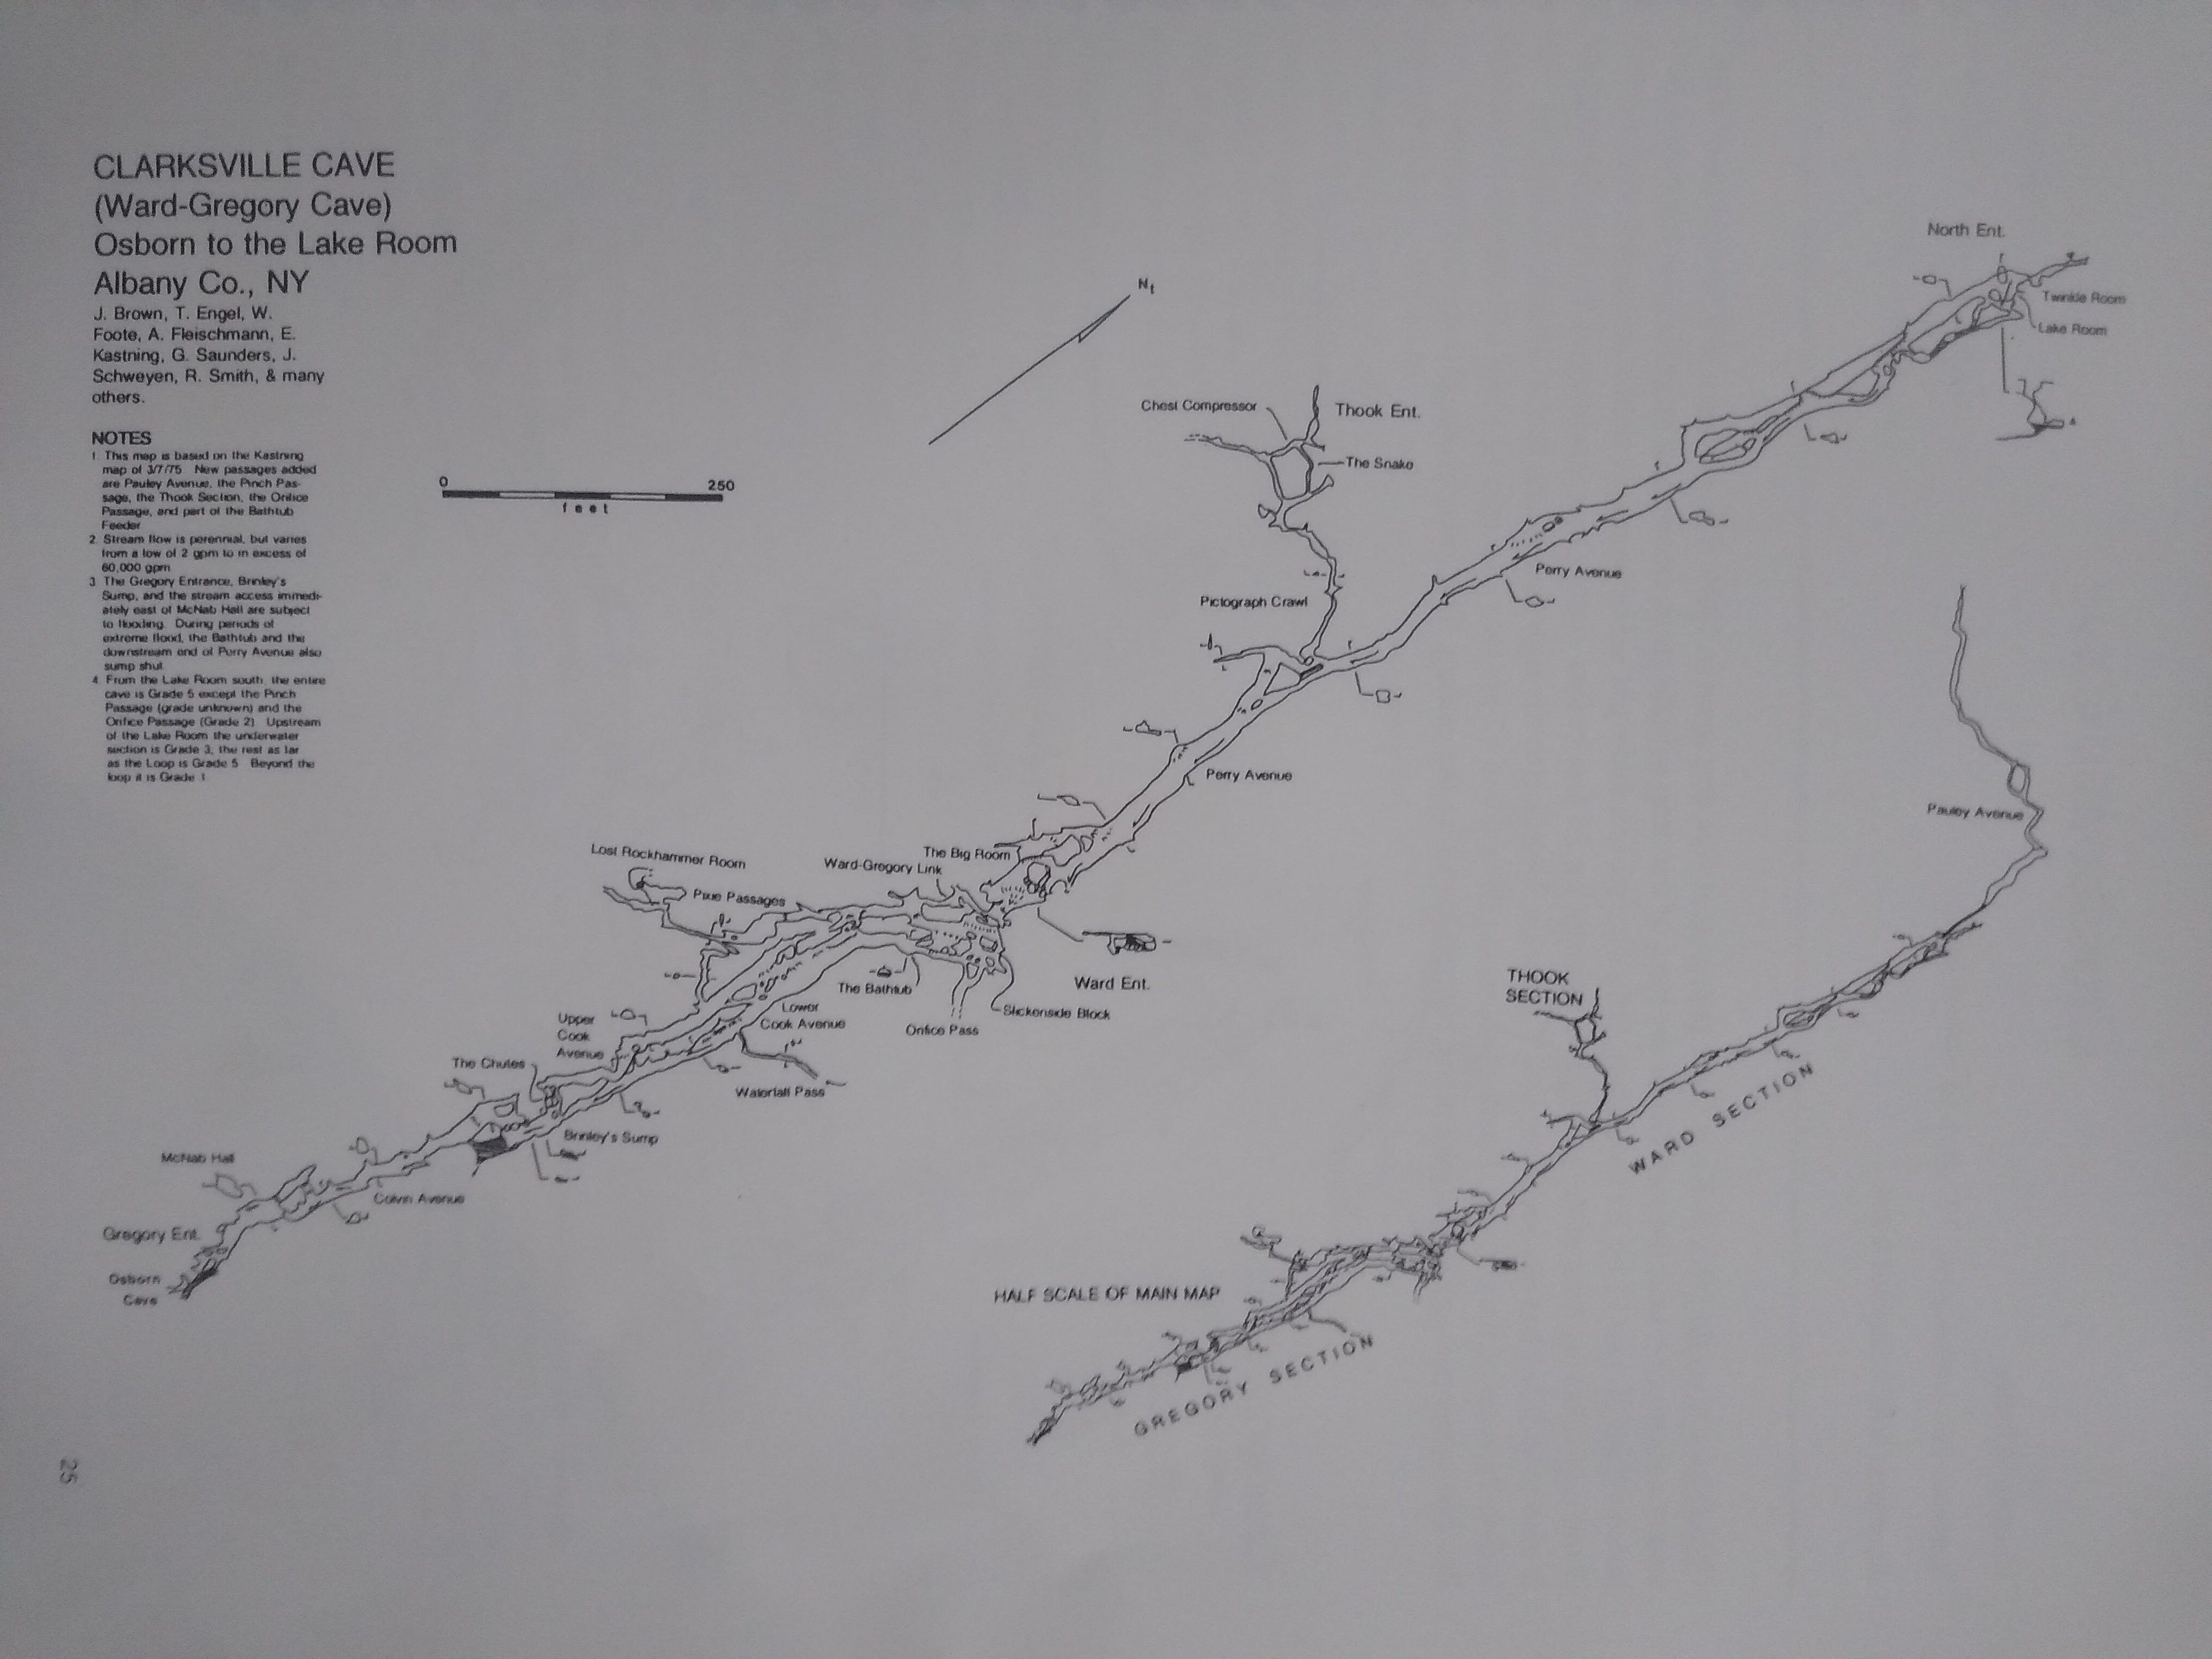 CLARKSVILLE CAVE
(Ward-Gregory Cave)
Osborn to the Lake Room
Albany Co., NY
J. Brown, T. Engel, W.
Foote, A. Fleischmann, E.
Kastning, G. Saunders, J.
Schweyen, R. Smith, & many
others.
NOTES
1 This map is based on the Kastning
map of 3/7/75 New passages added
are Pauley Avenue, the Pinch Pas-
sage, the Thook Section, the Orifice
Passage, and part of the Bathtub
Feeder
2 Stream flow is perennial, but varies
from a low of 2 gpm to in excess of
60,000 gpm
3 The Gregory Entrance, Brinley's
Sump, and the stream access immedi-
ately east of McNab Hall are subject
to flooding. During periods of
extreme flood, the Bathtub and the
downstream end of Perry Avenue also
sump shut
4 From the Lake Room south, the entire
cave is Grade 5 except the Pinch
Passage (grade unknown) and the
Orifice Passage (Grade 2) Upstream
of the Lake Room the underwater
section is Grade 3, the rest as far
as the Loop is Grade 5 Beyond the
loop it is Grade 1
0 250
feet
Nt
North Ent.
Twinkle Room
Lake Room
Chest Compressor
Thook Ent.
The Snake
Perry Avenue
Pictograph Crawl
Perry Avenue
Pauley Avenue
Lost Rockhammer Room
Ward-Gregory Link
The Big Room
Pixie Passages
Ward Ent.
The Bathtub
Slickenside Block
Orifice Pass
Lower
Cook Avenue
Upper
Cook
Avenue
The Chutes
Waterfall Pass
Brinley's Sump
McNab Hall
Colvin Avenue
Gregory Ent.
Osborn
Cave
THOOK
SECTION
WARD SECTION
HALF SCALE OF MAIN MAP
GREGORY SECTION
25